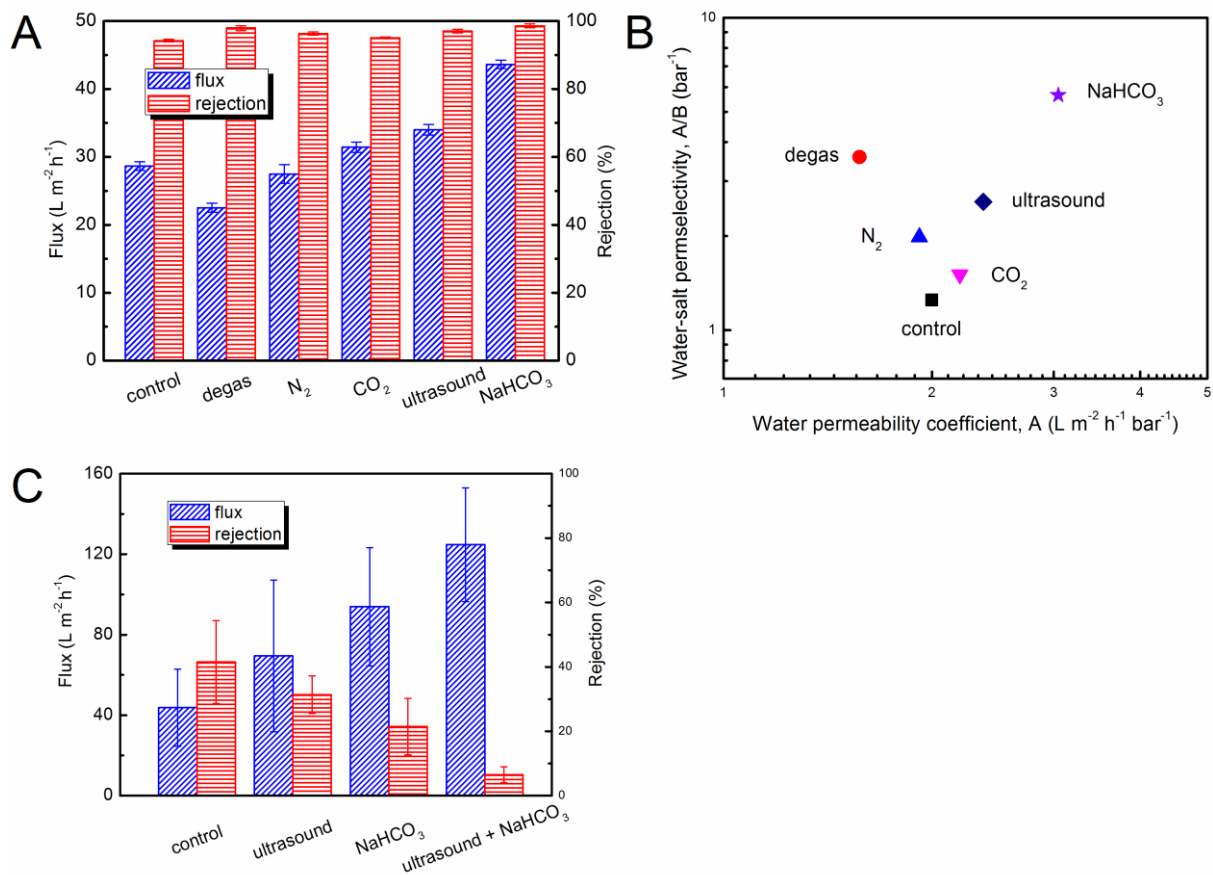 A
50
40
30
20
10
0
Flux (L m⁻² h⁻¹)
flux
rejection
100
80
60
40
20
0
Rejection (%)
control
degas
N₂
CO₂
ultrasound
NaHCO₃
B
10
1
Water-salt permselectivity, A/B (bar⁻¹)
NaHCO₃
degas
ultrasound
N₂
CO₂
control
1
2
3
4
5
Water permeability coefficient, A (L m⁻² h⁻¹ bar⁻¹)
C
160
120
80
40
0
Flux (L m⁻² h⁻¹)
flux
rejection
100
80
60
40
20
0
Rejection (%)
control
ultrasound
NaHCO₃
ultrasound + NaHCO₃